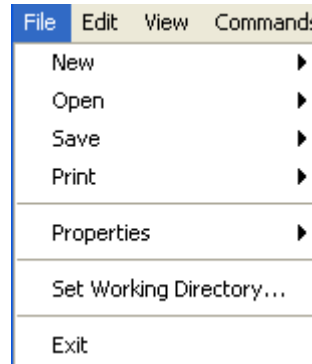 File Edit View Commands
New
Open
Save
Print
Properties
Set Working Directory...
Exit